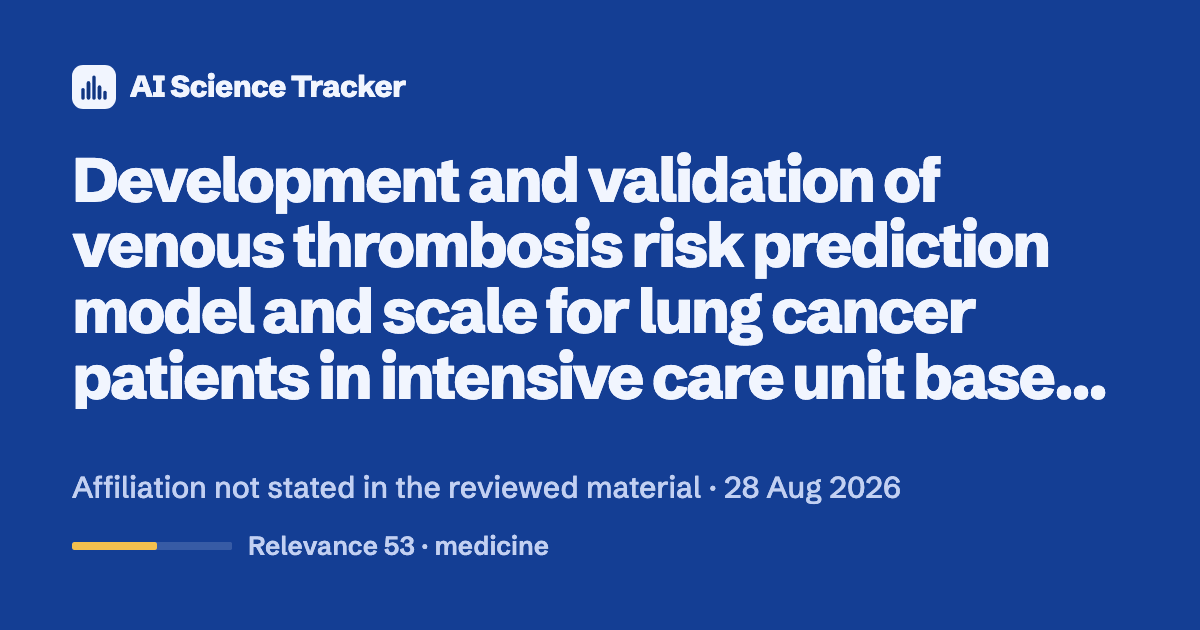 AI Science Tracker
Development and validation of
venous thrombosis risk prediction
model and scale for lung cancer
patients in intensive care unit base...
Affiliation not stated in the reviewed material · 28 Aug 2026
Relevance 53 · medicine